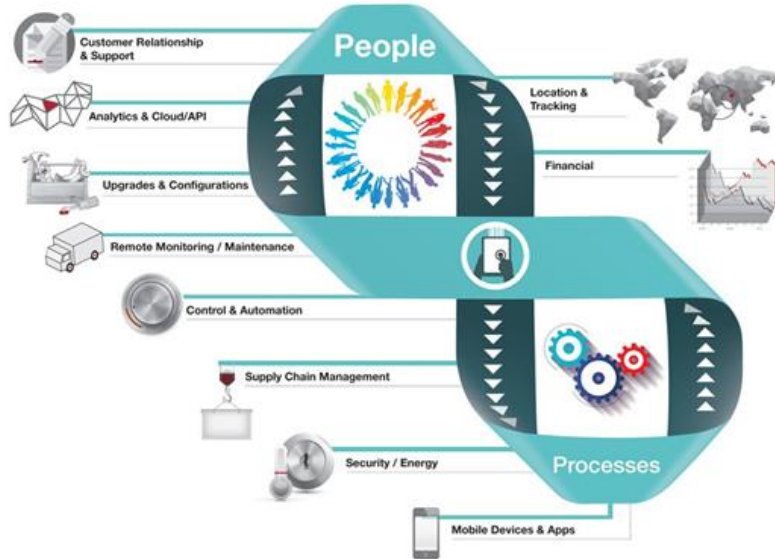 People
Customer Relationship
& Support
Location &
Tracking
Analytics & Cloud/API
Financial
Upgrades & Configurations
Remote Monitoring / Maintenance
Control & Automation
Supply Chain Management
Security / Energy
Processes
Mobile Devices & Apps